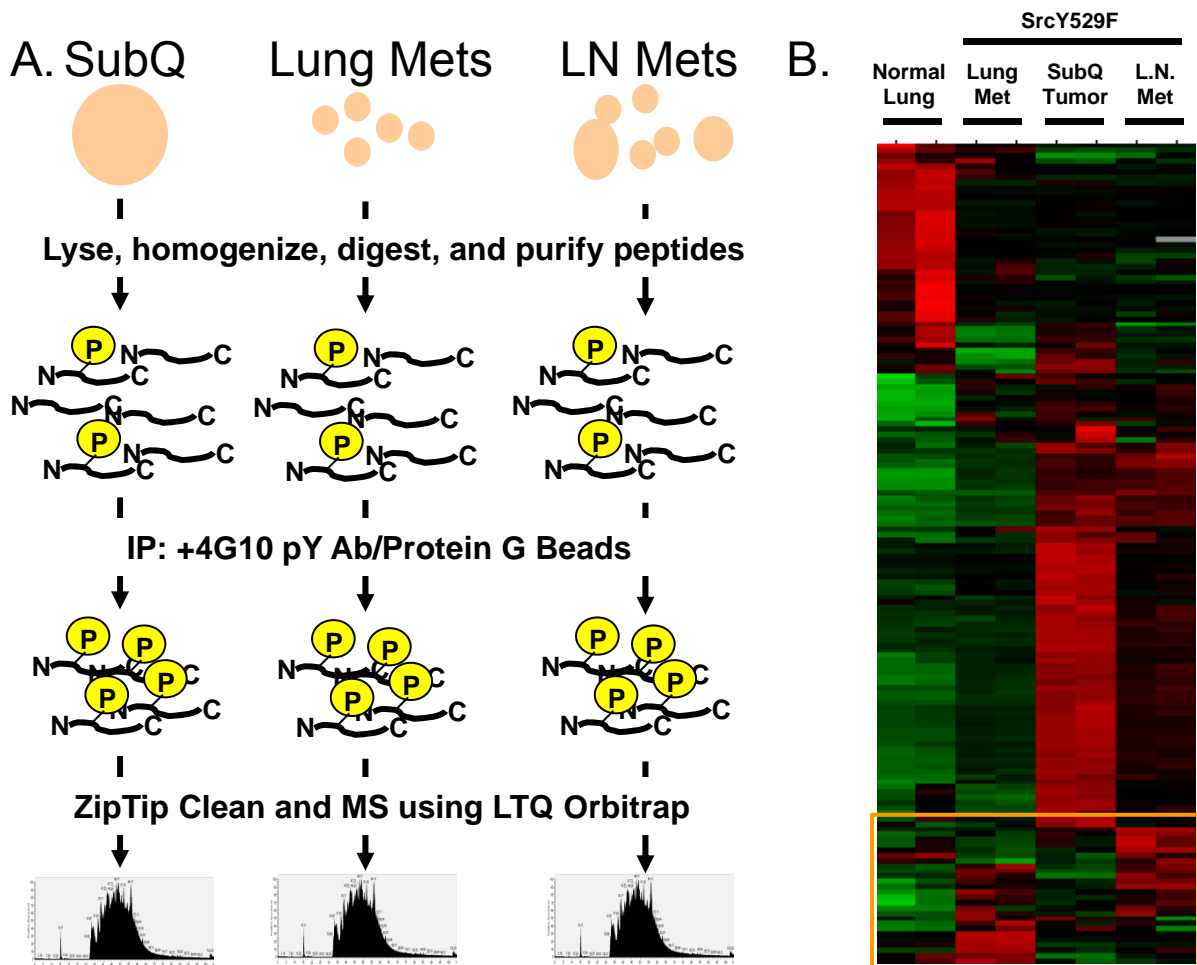 A. SubQ
Lung Mets
LN Mets
Lyse, homogenize, digest, and purify peptides
P N C
N C
N C
N C
P N C
N C
P N C
N C
N C
N C
P N C
N C
P N C
N C
N C
N C
P N C
N C
IP: +4G10 pY Ab/Protein G Beads
P P
N C
P P
N C
N C
P P
N C
P P
N C
N C
P P
N C
P P
N C
N C
ZipTip Clean and MS using LTQ Orbitrap
B.
SrcY529F
Normal Lung
Lung Met
SubQ Tumor
L.N. Met